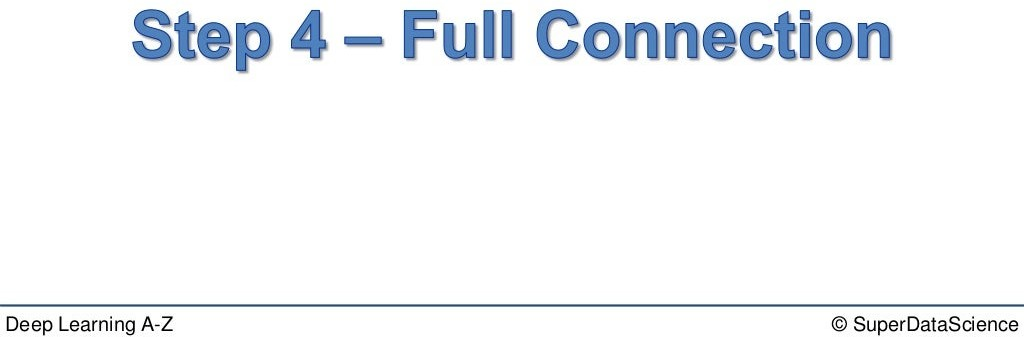 Step 4 – Full Connection
Deep Learning A-Z
© SuperDataScience